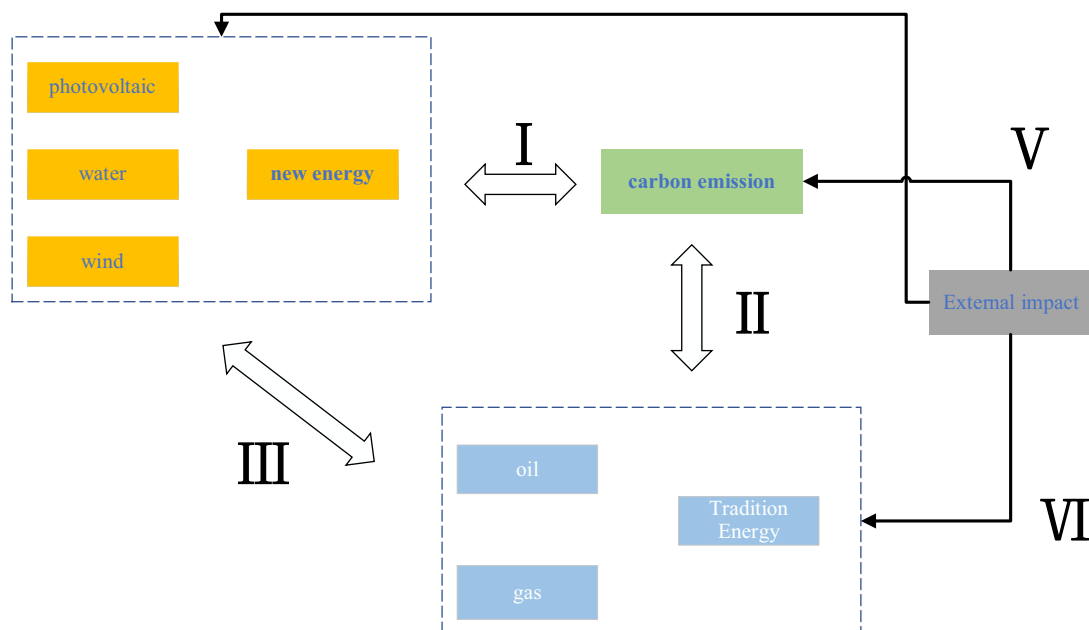 photovoltaic
water
wind
new energy
Ⅰ
carbon emission
Ⅴ
External impact
Ⅱ
Ⅲ
oil
gas
Tradition
Energy
Ⅵ